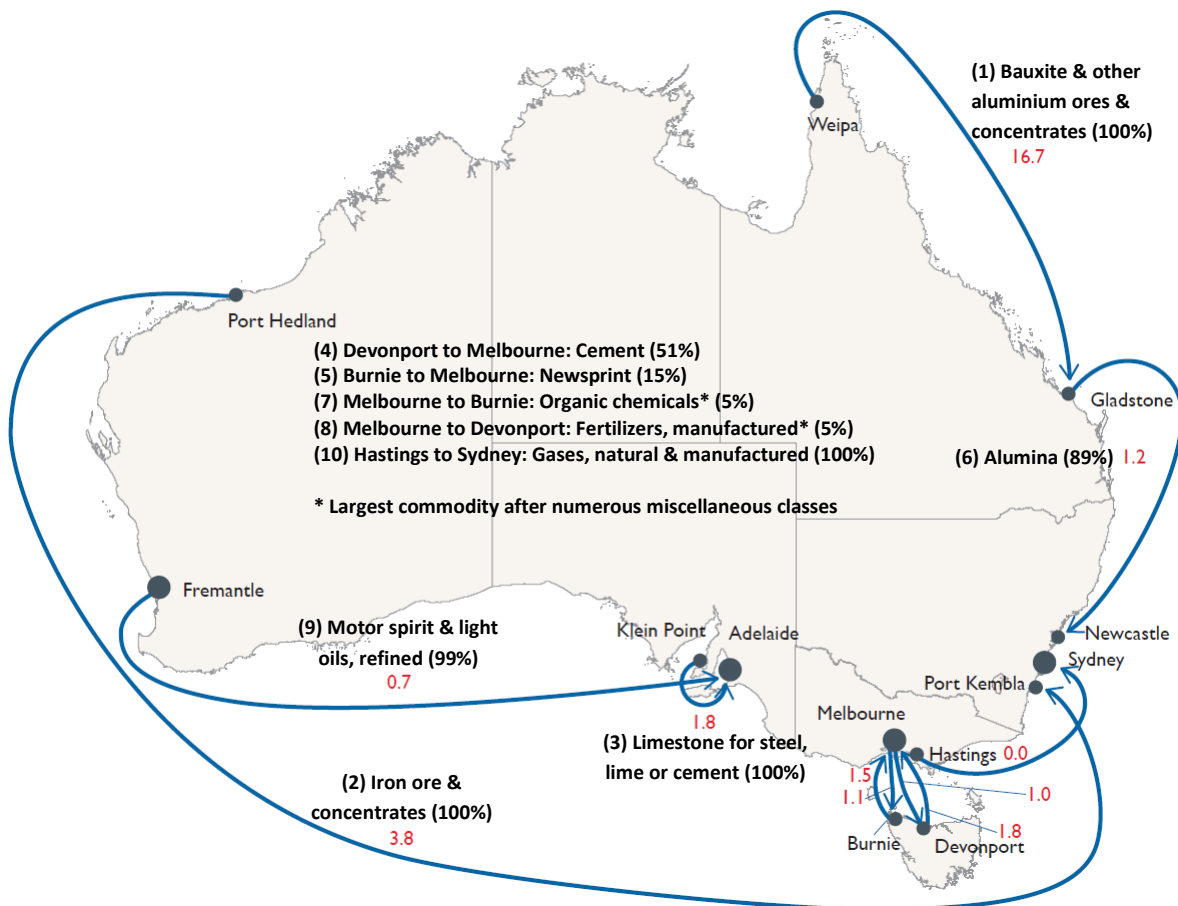 (1) Bauxite & other
aluminium ores &
concentrates (100%)
16.7
Weipa
Port Hedland
(4) Devonport to Melbourne: Cement (51%)
(5) Burnie to Melbourne: Newsprint (15%)
(7) Melbourne to Burnie: Organic chemicals* (5%)
(8) Melbourne to Devonport: Fertilizers, manufactured* (5%)
(10) Hastings to Sydney: Gases, natural & manufactured (100%)
* Largest commodity after numerous miscellaneous classes
Gladstone
(6) Alumina (89%)
1.2
Fremantle
(9) Motor spirit & light
oils, refined (99%)
0.7
Klein Point
Adelaide
1.8
Newcastle
Sydney
Port Kembla
Melbourne
(3) Limestone for steel,
lime or cement (100%)
Hastings
0.0
1.5
1.1
1.0
1.8
(2) Iron ore &
concentrates (100%)
3.8
Burnie
Devonport